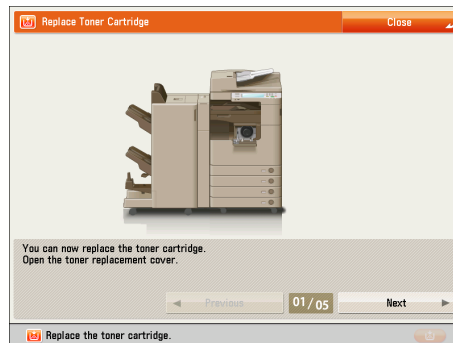 Replace Toner Cartridge
Close
You can now replace the toner cartridge.
Open the toner replacement cover.
Previous
01/05
Next
Replace the toner cartridge.